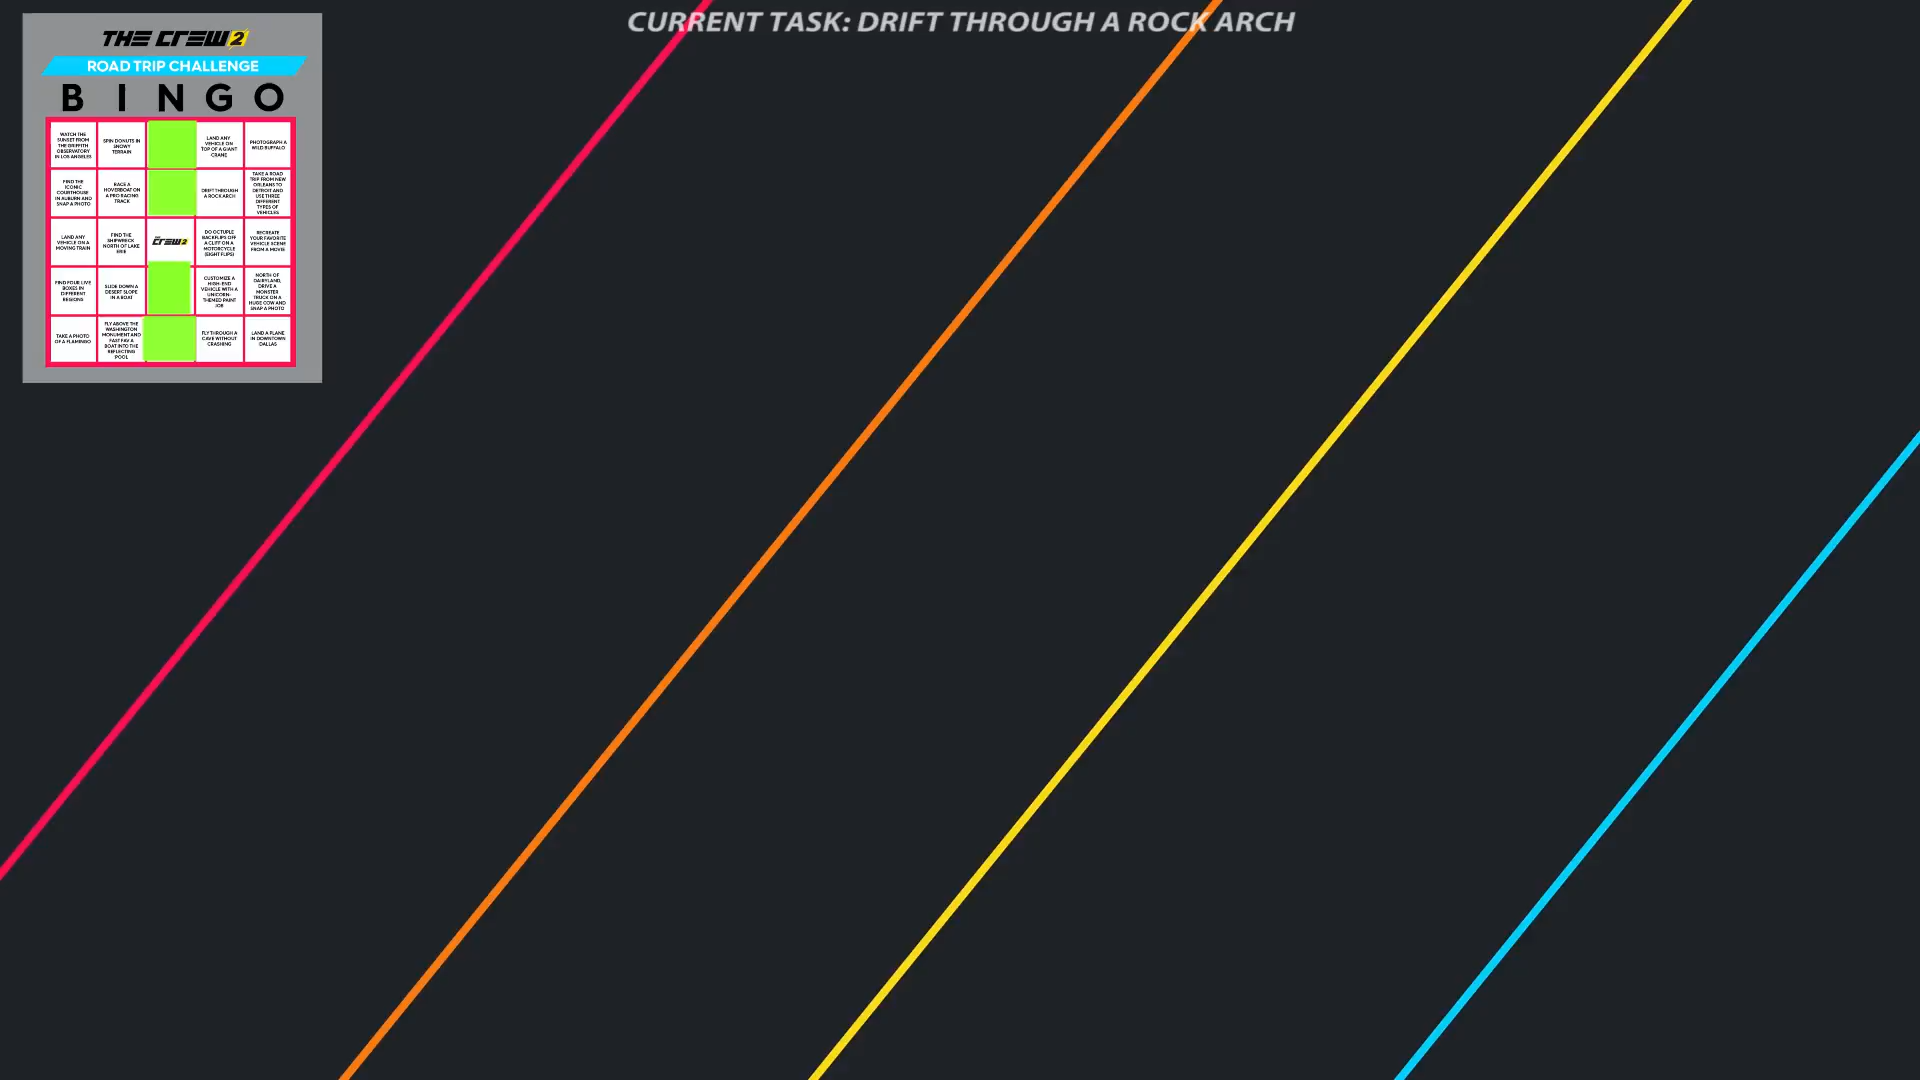 CURRENT TASK: DRIFT THROUGH A ROCK ARCH
THE CREW 2
ROAD TRIP CHALLENGE
B I N G O
WATCH THE
SUNSET FROM
THE GRIFFITH
OBSERVATORY
IN LOS ANGELES
SPIN DONUTS IN
SNOWY
TERRAIN
LAND ANY
VEHICLE ON
TOP OF A GIANT
CRANE
PHOTOGRAPH A
WILD BUFFALO
FIND THE
ICONIC
COURTHOUSE
IN AUBURN AND
SNAP A PHOTO
RACE A
HOVERBOAT ON
A PRO RACING
TRACK
DRIFT THROUGH
A ROCK ARCH
TAKE A ROAD
TRIP FROM NEW
ORLEANS TO
DETROIT AND
USE THREE
DIFFERENT
TYPES OF
VEHICLES
LAND ANY
VEHICLE ON A
MOVING TRAIN
FIND THE
SHIPWRECK
NORTH OF LAKE
ERIE
THE CREW 2
DO OCTUPLE
BACKFLIPS OFF
A CLIFF ON A
MOTORCYCLE
(EIGHT FLIPS)
RECREATE
YOUR FAVORITE
VEHICLE SCENE
FROM A MOVIE
FIND FOUR LIVE
BOXES IN
DIFFERENT
REGIONS
SLIDE DOWN A
DESERT SLOPE
IN A BOAT
CUSTOMIZE A
HIGH-END
VEHICLE WITH A
UNICORN-
THEMED PAINT
JOB
NORTH OF
DAIRYLAND,
DRIVE A
MONSTER
TRUCK ON A
HUGE COW AND
SNAP A PHOTO
TAKE A PHOTO
OF A FLAMINGO
FLY ABOVE THE
WASHINGTON
MONUMENT AND
FAST FAV A
BOAT INTO THE
REFLECTING
POOL
FLY THROUGH A
CAVE WITHOUT
CRASHING
LAND A PLANE
IN DOWNTOWN
DALLAS